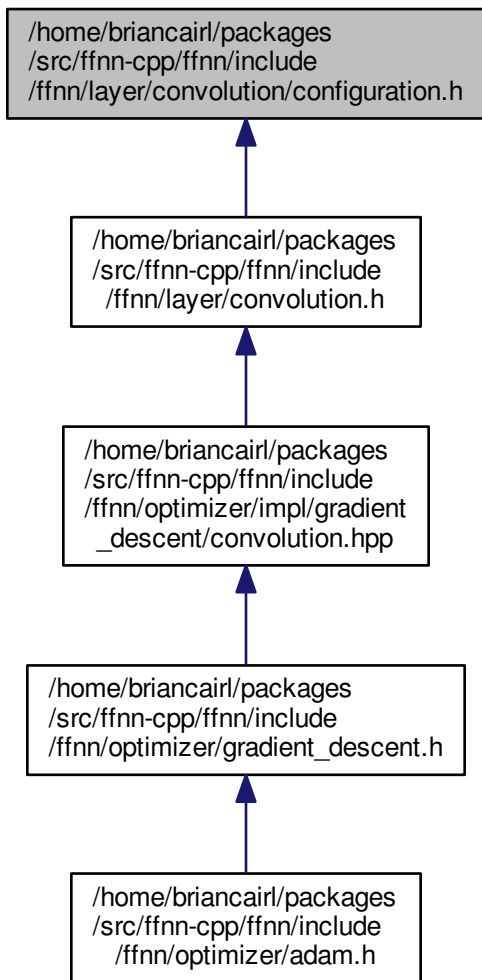 /home/briancairl/packages
/src/ffnn-cpp/ffnn/include
/ffnn/layer/convolution/configuration.h
/home/briancairl/packages
/src/ffnn-cpp/ffnn/include
/ffnn/layer/convolution.h
/home/briancairl/packages
/src/ffnn-cpp/ffnn/include
/ffnn/optimizer/impl/gradient
_descent/convolution.hpp
/home/briancairl/packages
/src/ffnn-cpp/ffnn/include
/ffnn/optimizer/gradient_descent.h
/home/briancairl/packages
/src/ffnn-cpp/ffnn/include
/ffnn/optimizer/adam.h